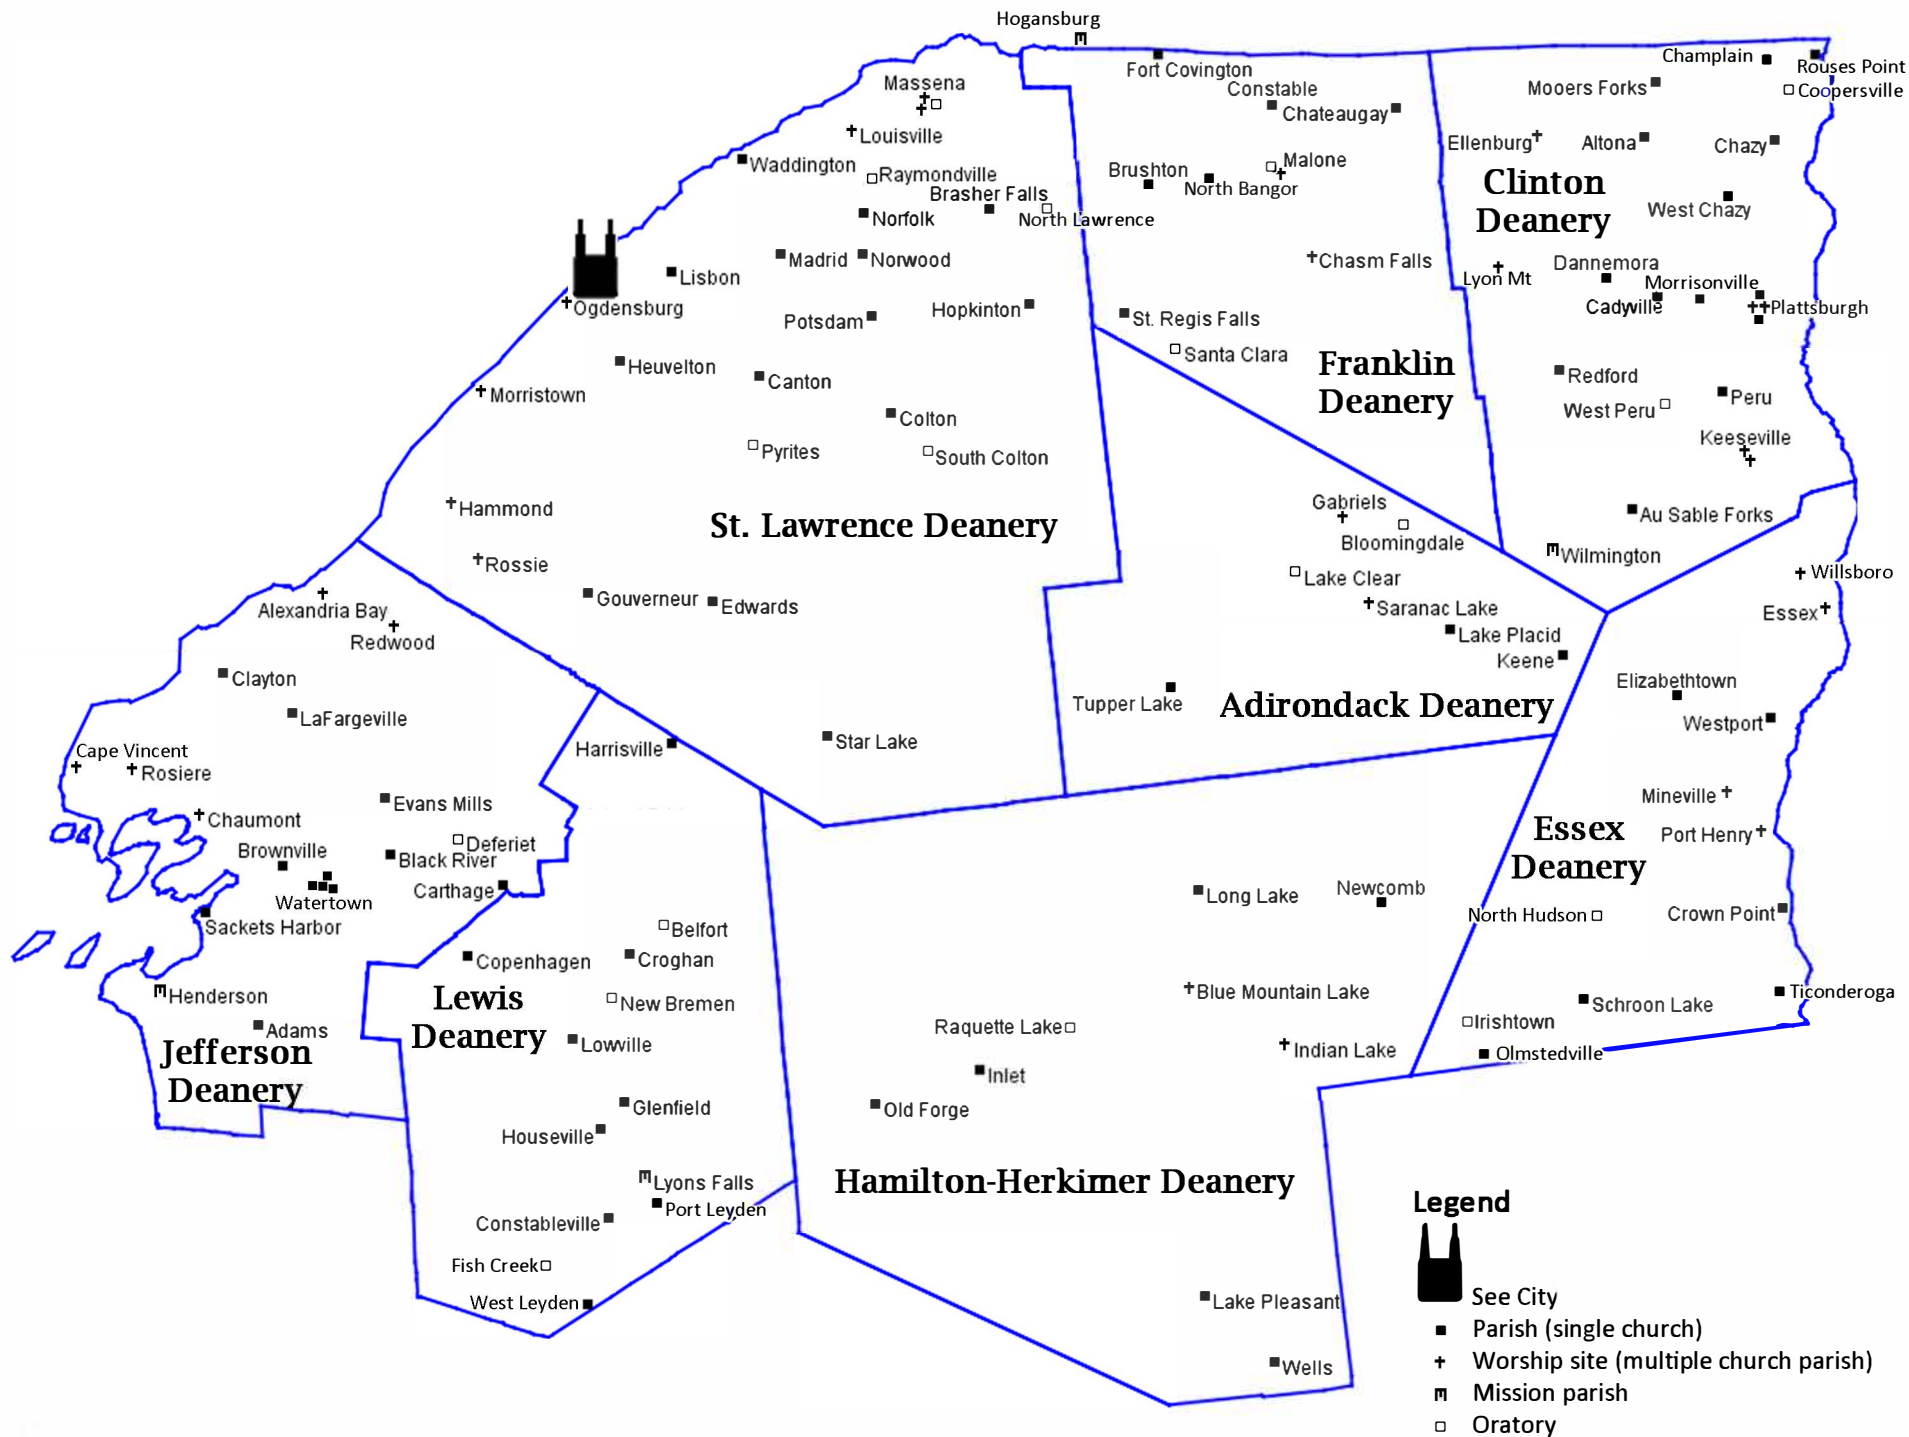 Hogansburg
Fort Covington
Constable
Chateaugay
Champlain
Rouses Point
Mooers Forks
Coopersville
Massena
Louisville
Waddington
Raymondville
Brasher Falls
North Lawrence
Norfolk
Brushton
North Bangor
Malone
Ellenburg
Altona
Chazy
Clinton
Deanery
West Chazy
Madrid
Norwood
Lisbon
Ogdensburg
Chasm Falls
Lyon Mt
Dannemora
Morrisonville
Cadyville
Plattsburgh
Potsdam
Hopkinton
St. Regis Falls
Santa Clara
Franklin
Deanery
Heuvelton
Canton
Morristown
Colton
Redford
West Peru
Peru
Keeseville
Pyrites
South Colton
Hammond
St. Lawrence Deanery
Gabriels
Bloomingdale
Au Sable Forks
Wilmington
Rossie
Gouverneur
Edwards
Lake Clear
Saranac Lake
Lake Placid
Keene
Willsboro
Essex
Alexandria Bay
Redwood
Clayton
LaFargeville
Tupper Lake
Adirondack Deanery
Elizabethtown
Westport
Harrisville
Star Lake
Cape Vincent
Rosiere
Evans Mills
Chaumont
Deferiet
Brownville
Black River
Carthage
Watertown
Sackets Harbor
Mineville
Port Henry
Essex
Deanery
Long Lake
Newcomb
North Hudson
Crown Point
Belfort
Croghan
Copenhagen
Lewis
Deanery
New Bremen
Lowville
Henderson
Adams
Jefferson
Deanery
Blue Mountain Lake
Raquette Lake
Indian Lake
Inlet
Old Forge
Ticonderoga
Schroon Lake
Irishtown
Olmstedville
Glenfield
Houseville
Lyons Falls
Port Leyden
Constableville
Fish Creek
West Leyden
Hamilton-Herkimer Deanery
Lake Pleasant
Wells
Legend
See City
Parish (single church)
Worship site (multiple church parish)
Mission parish
Oratory